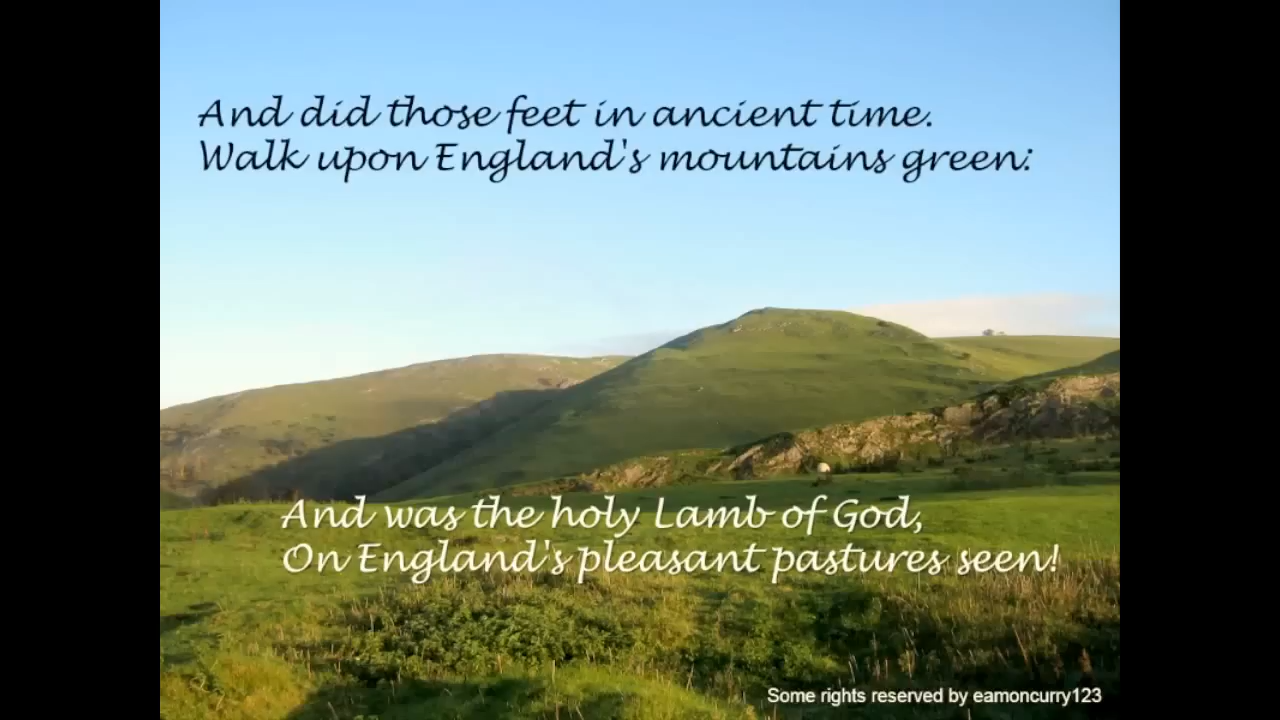 And did those feet in ancient time.
Walk upon England's mountains green:
And was the holy Lamb of God,
On England's pleasant pastures seen!
Some rights reserved by eamoncurry123